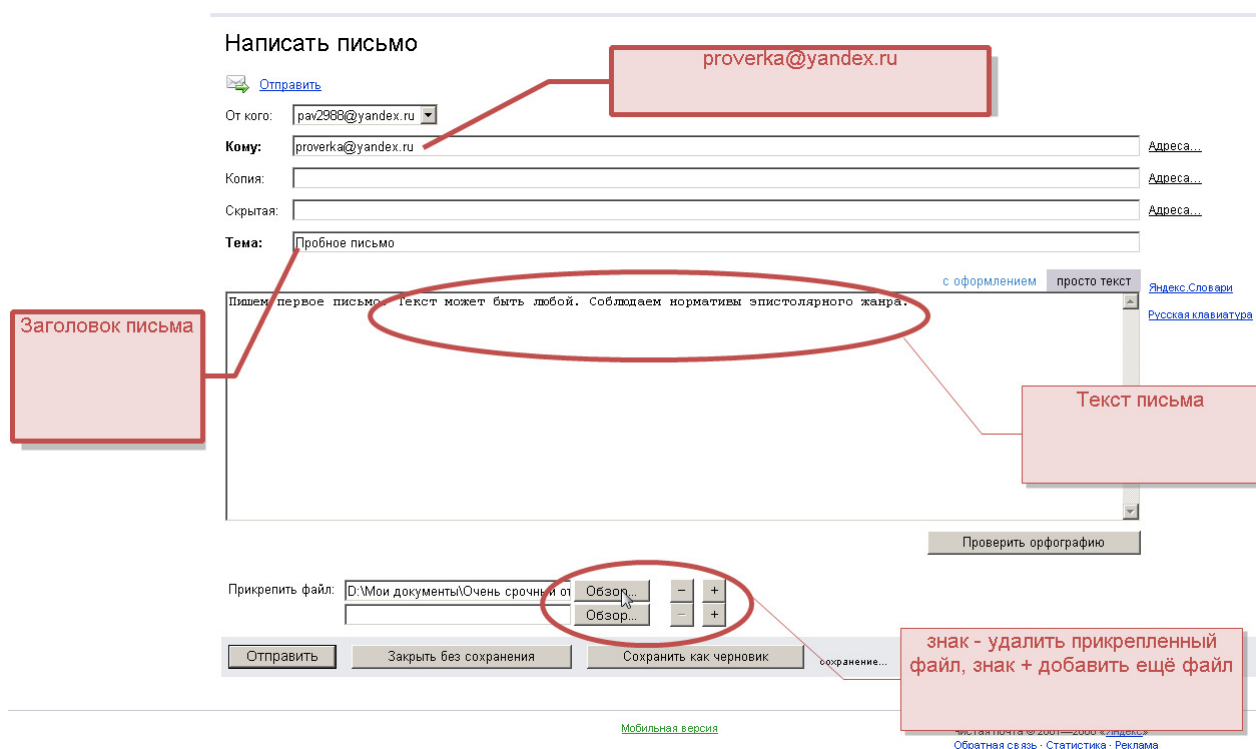 Написать письмо
proverka@yandex.ru
Отправить
От кого: pav2988@yandex.ru
Кому: proverka@yandex.ru Адреса...
Копия: Адреса...
Скрытая: Адреса...
Тема: Пробное письмо
с оформлением просто текст
Пишем первое письмо. Текст может быть любой. Соблюдаем нормативы эпистолярного жанра.
Яндекс.Словари
Русская клавиатура
Заголовок письма
Текст письма
Проверить орфографию
Прикрепить файл: D:\Мои документы\Очень срочный от Обзор... - +
Обзор... - +
знак - удалить прикрепленный
файл, знак + добавить ещё файл
Отправить Закрыть без сохранения Сохранить как черновик сохранение...
Мобильная версия
«Яндекс»
Обратная связь · Статистика · Реклама